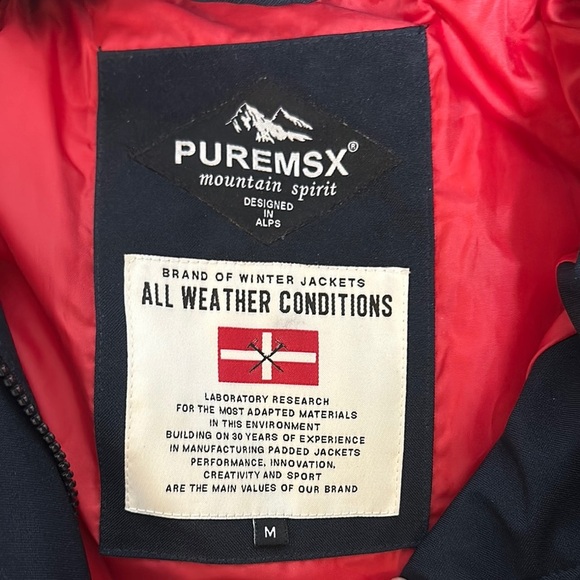 PUREMSX®
mountain spirit
DESIGNED
IN
ALPS
BRAND OF WINTER JACKETS
ALL WEATHER CONDITIONS
LABORATORY RESEARCH
FOR THE MOST ADAPTED MATERIALS
IN THIS ENVIRONMENT
BUILDING ON 30 YEARS OF EXPERIENCE
IN MANUFACTURING PADDED JACKETS
PERFORMANCE, INNOVATION,
CREATIVITY AND SPORT
ARE THE MAIN VALUES OF OUR BRAND
M